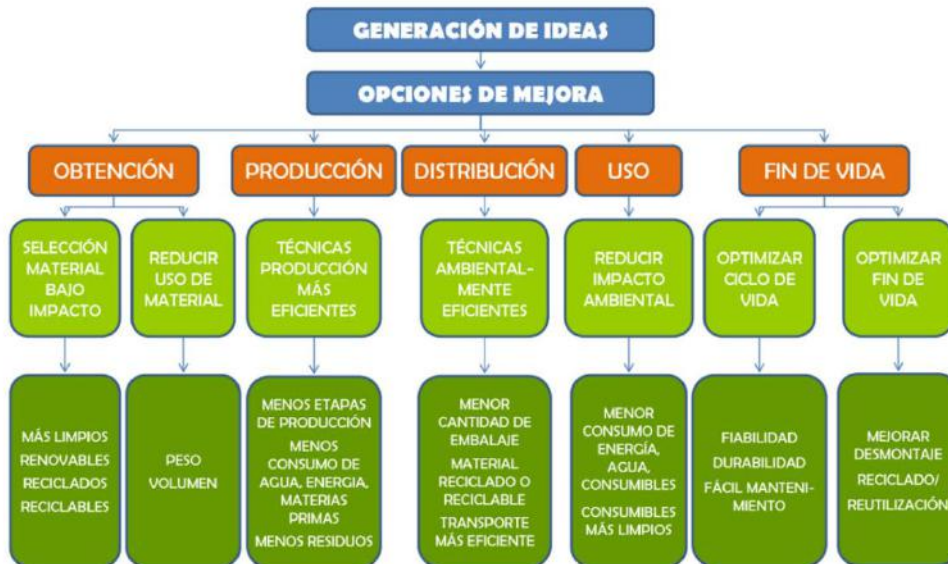 GENERACIÓN DE IDEAS
OPCIONES DE MEJORA
OBTENCIÓN
PRODUCCIÓN
DISTRIBUCIÓN
USO
FIN DE VIDA
SELECCIÓN
MATERIAL
BAJO
IMPACTO
REDUCIR
USO DE
MATERIAL
TÉCNICAS
PRODUCCIÓN
MÁS
EFICIENTES
TÉCNICAS
AMBIENTAL-
MENTE
EFICIENTES
REDUCIR
IMPACTO
AMBIENTAL
OPTIMIZAR
CICLO DE
VIDA
OPTIMIZAR
FIN DE
VIDA
MÁS LIMPIOS
RENOVABLES
RECICLADOS
RECICLABLES
PESO
VOLUMEN
MENOS ETAPAS
DE PRODUCCIÓN
MENOS
CONSUMO DE
AGUA, ENERGIA,
MATERIAS
PRIMAS
MENOS RESIDUOS
MENOR
CANTIDAD DE
EMBALAJE
MATERIAL
RECICLADO O
RECICLABLE
TRANSPORTE
MÁS EFICIENTE
MENOR
CONSUMO DE
ENERGÍA,
AGUA,
CONSUMIBLES
CONSUMIBLES
MÁS LIMPIOS
FIABILIDAD
DURABILIDAD
FÁCIL MANTENI-
MIENTO
MEJORAR
DESMONTAJE
RECICLADO/
REUTILIZACIÓN